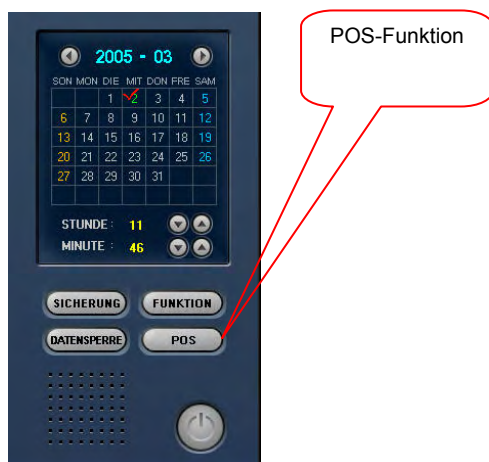 POS-Funktion
2005 - 03
SON MON DIE MIT DON FRE SAM
1 2 3 4 5
6 7 8 9 10 11 12
13 14 15 16 17 18 19
20 21 22 23 24 25 26
27 28 29 30 31
STUNDE : 11
MINUTE : 46
SICHERUNG FUNKTION
DATENSPERRE POS